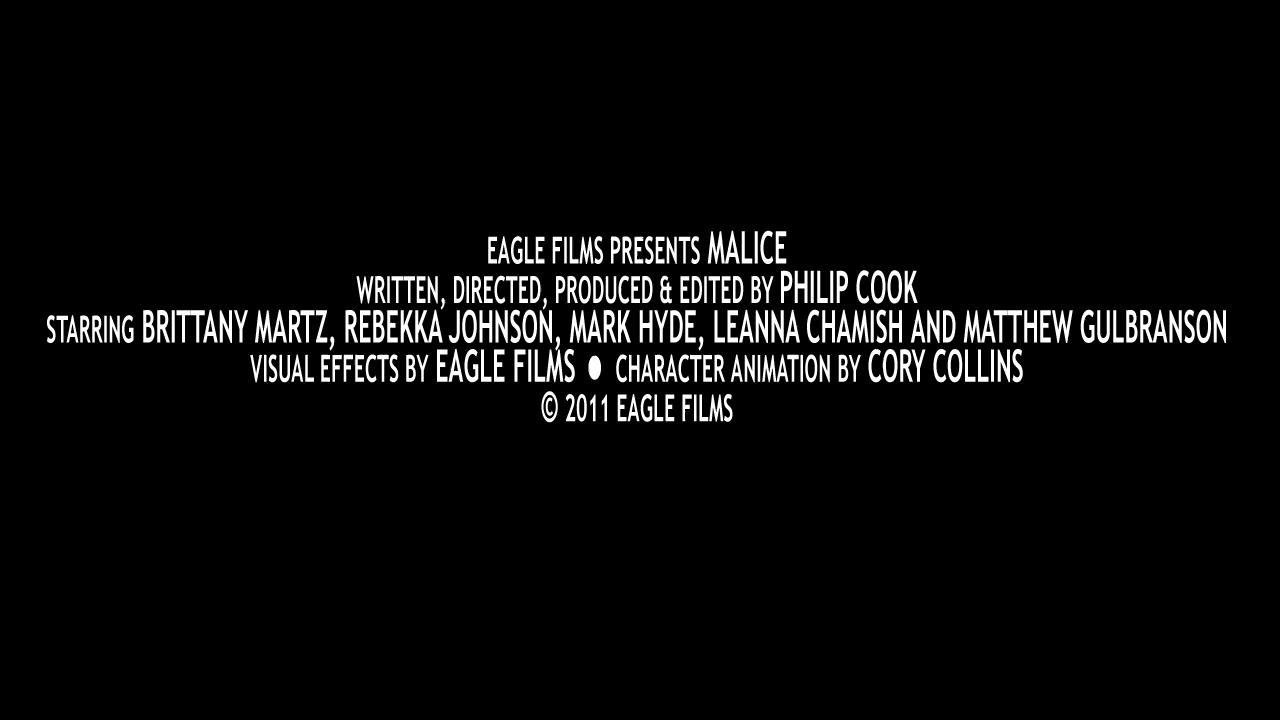 EAGLE FILMS PRESENTS MALICE
WRITTEN, DIRECTED, PRODUCED & EDITED BY PHILIP COOK
STARRING BRITTANY MARTZ, REBEKKA JOHNSON, MARK HYDE, LEANNA CHAMISH AND MATTHEW GULBRANSON
VISUAL EFFECTS BY EAGLE FILMS ● CHARACTER ANIMATION BY CORY COLLINS
© 2011 EAGLE FILMS